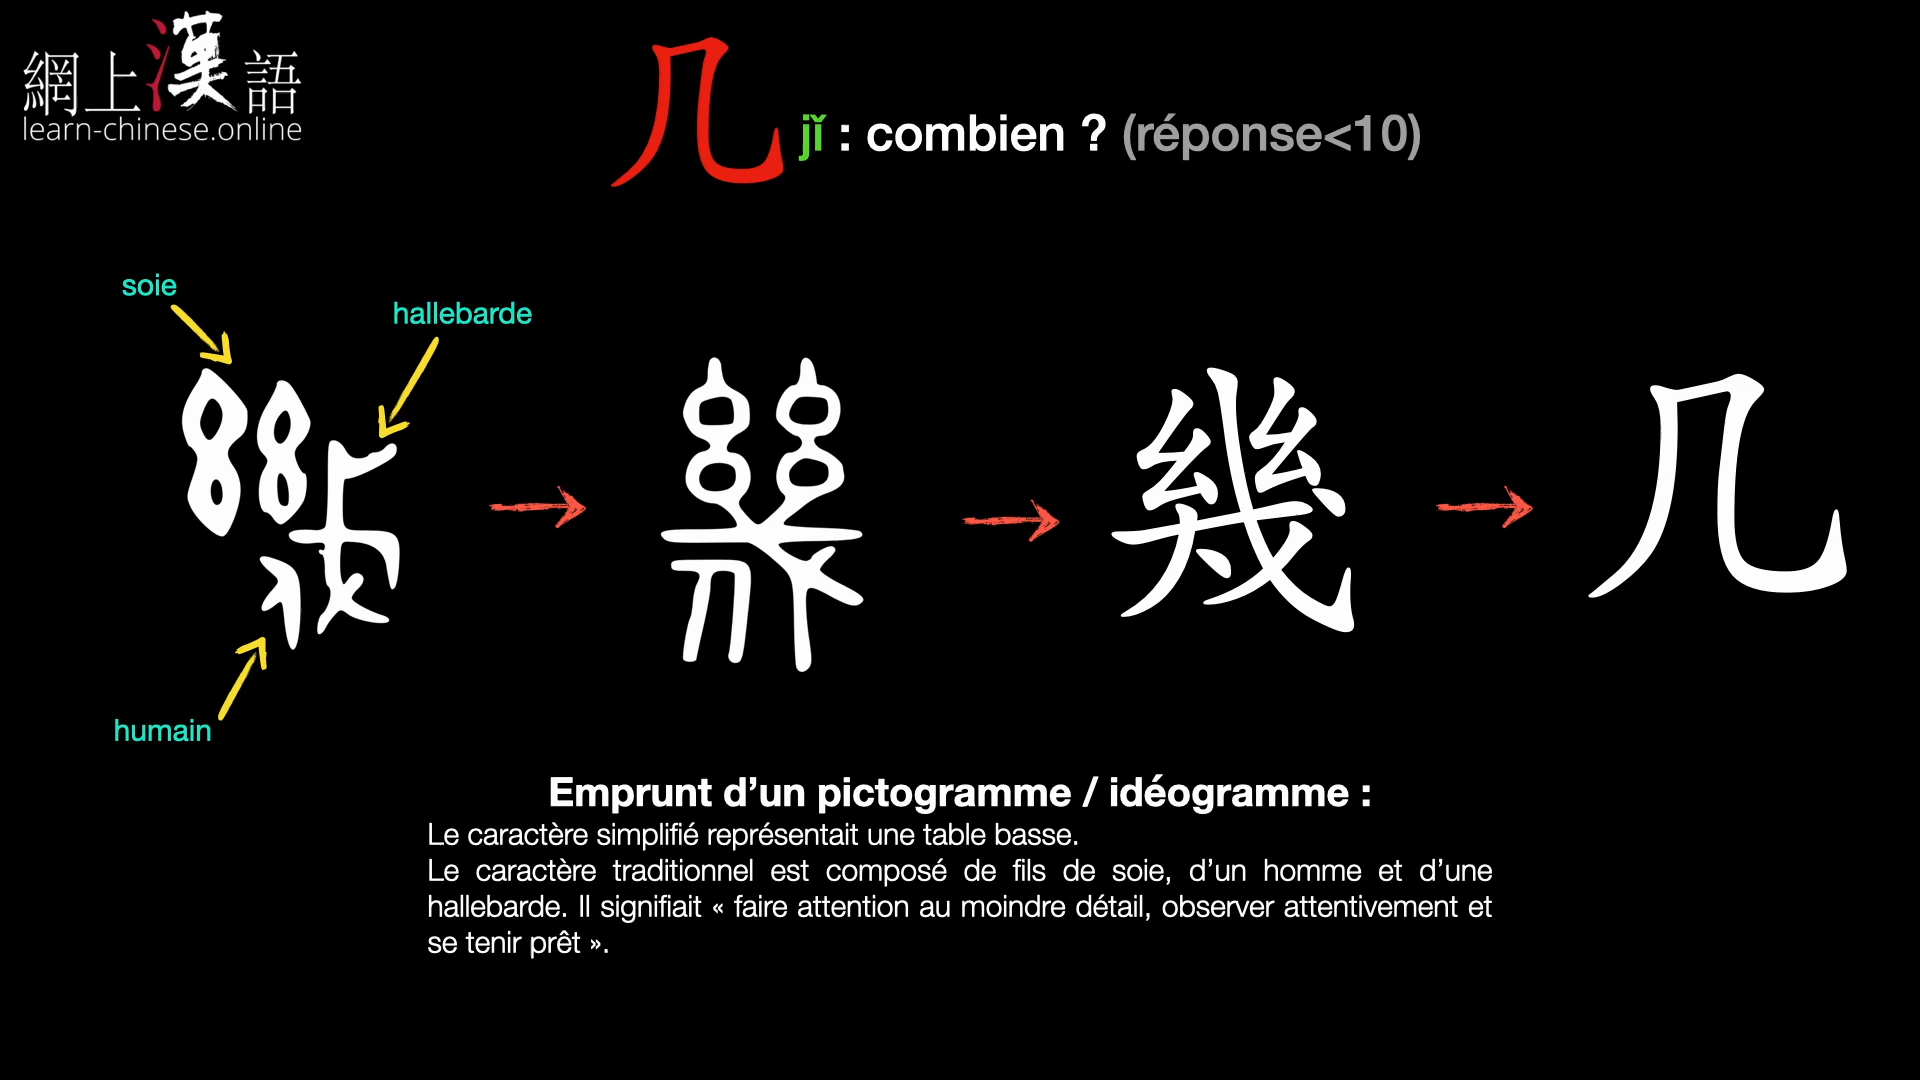 網上漢語
learn-chinese.online
几 jǐ : combien ? (réponse<10)
soie
hallebarde
幾 几
humain
Emprunt d’un pictogramme / idéogramme :
Le caractère simplifié représentait une table basse.
Le caractère traditionnel est composé de fils de soie, d’un homme et d’une
hallebarde. Il signifiait « faire attention au moindre détail, observer attentivement et
se tenir prêt ».